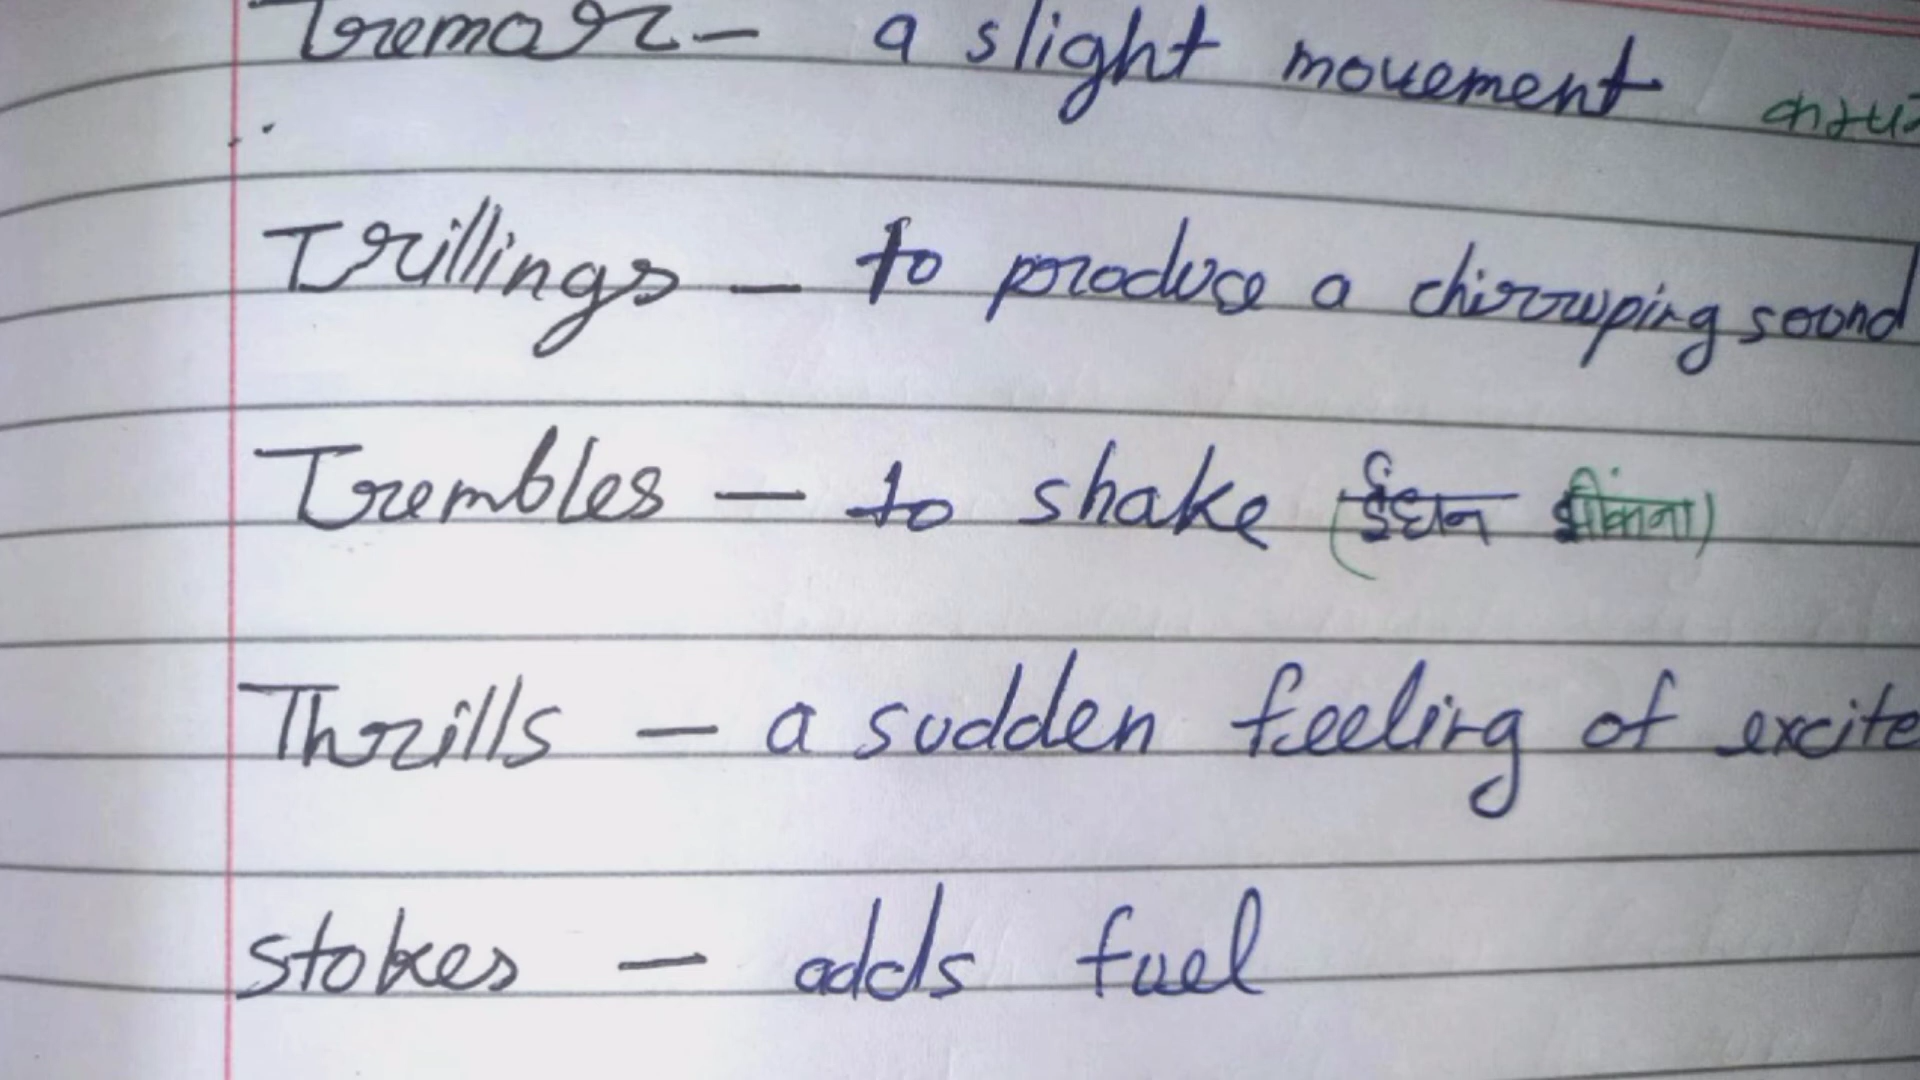 Tremor — a slight movement
Trillings — to produce a chirruping sound
Trembles — to shake
Thrills — a sudden feeling of excite
Stokes — adds fuel